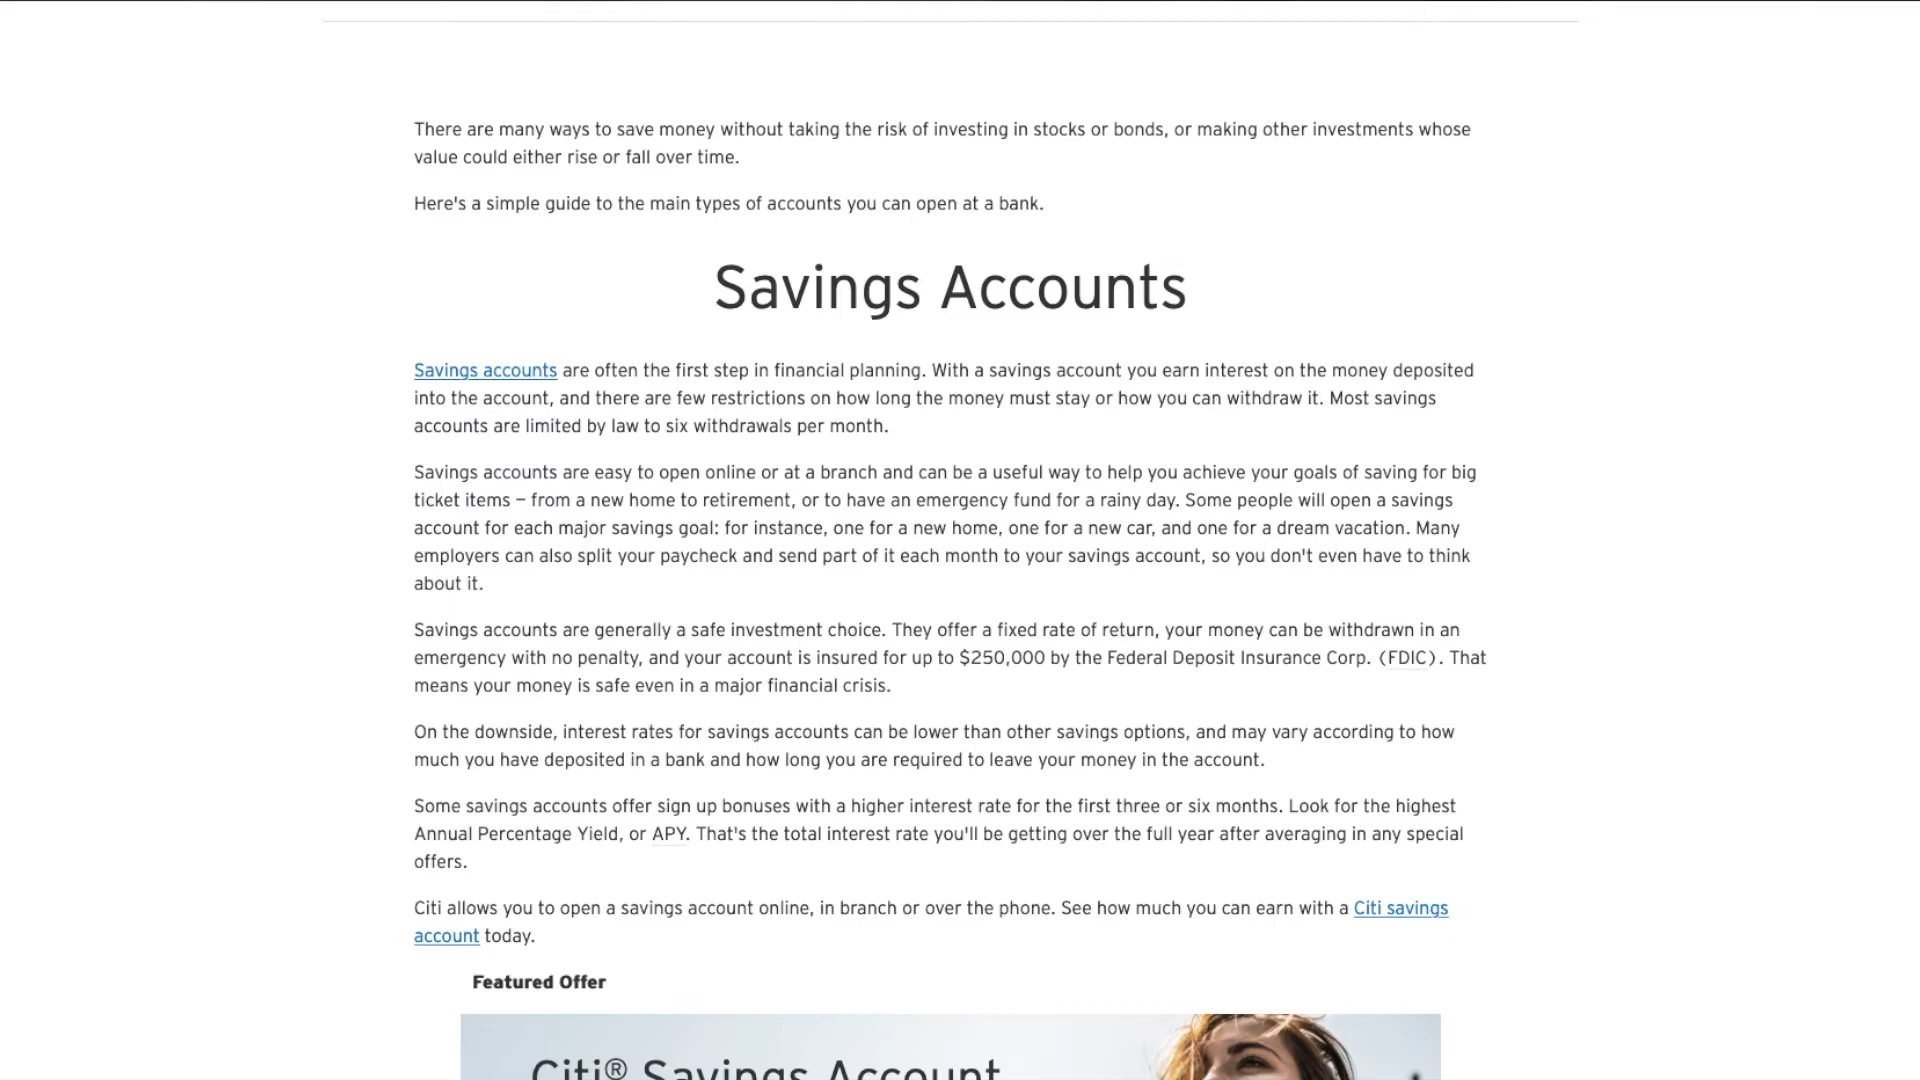 There are many ways to save money without taking the risk of investing in stocks or bonds, or making other investments whose
value could either rise or fall over time.
Here's a simple guide to the main types of accounts you can open at a bank.
Savings Accounts
Savings accounts are often the first step in financial planning. With a savings account you earn interest on the money deposited
into the account, and there are few restrictions on how long the money must stay or how you can withdraw it. Most savings
accounts are limited by law to six withdrawals per month.
Savings accounts are easy to open online or at a branch and can be a useful way to help you achieve your goals of saving for big
ticket items – from a new home to retirement, or to have an emergency fund for a rainy day. Some people will open a savings
account for each major savings goal: for instance, one for a new home, one for a new car, and one for a dream vacation. Many
employers can also split your paycheck and send part of it each month to your savings account, so you don't even have to think
about it.
Savings accounts are generally a safe investment choice. They offer a fixed rate of return, your money can be withdrawn in an
emergency with no penalty, and your account is insured for up to $250,000 by the Federal Deposit Insurance Corp. (FDIC). That
means your money is safe even in a major financial crisis.
On the downside, interest rates for savings accounts can be lower than other savings options, and may vary according to how
much you have deposited in a bank and how long you are required to leave your money in the account.
Some savings accounts offer sign up bonuses with a higher interest rate for the first three or six months. Look for the highest
Annual Percentage Yield, or APY. That's the total interest rate you'll be getting over the full year after averaging in any special
offers.
Citi allows you to open a savings account online, in branch or over the phone. See how much you can earn with a Citi savings
account today.
Featured Offer
Citi® Savings Account